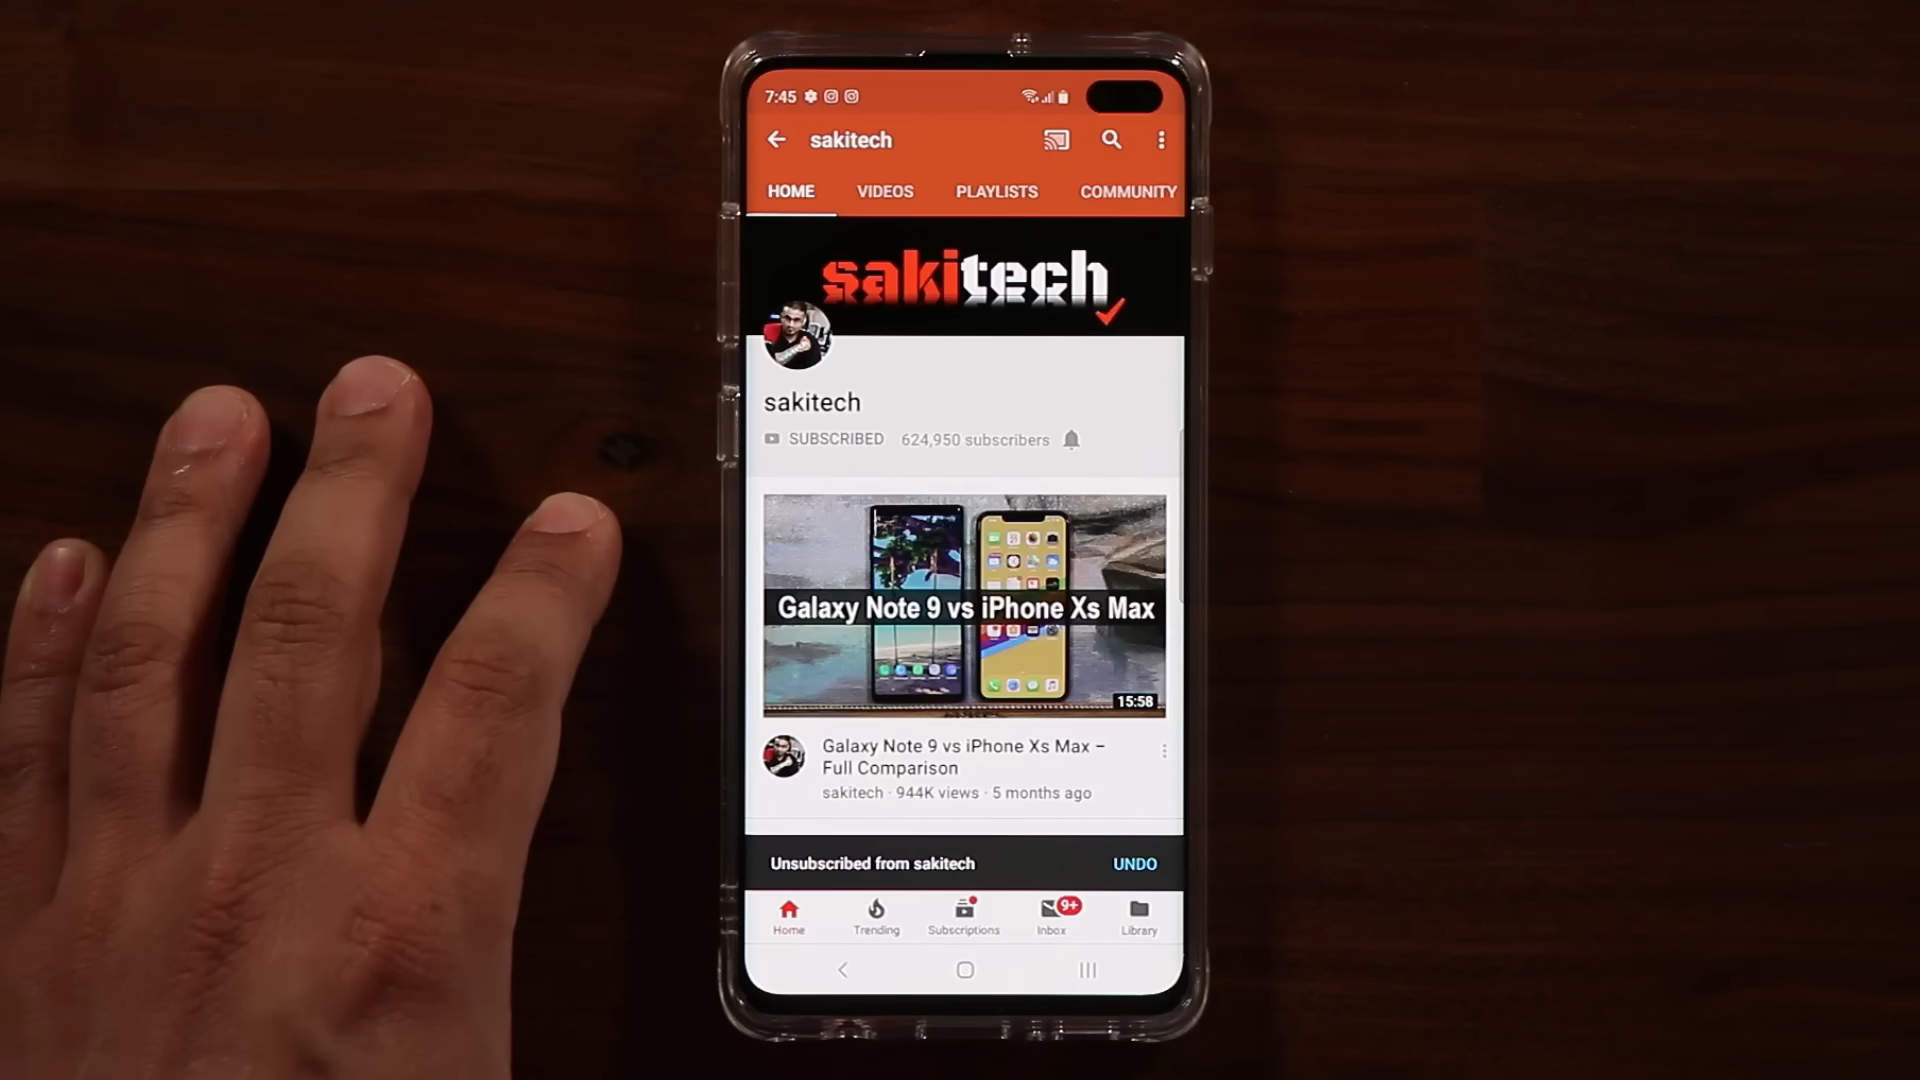 7:45
sakitech
HOME VIDEOS PLAYLISTS COMMUNITY
sakitech
sakitech
SUBSCRIBED 624,950 subscribers
Galaxy Note 9 vs iPhone Xs Max
15:58
Galaxy Note 9 vs iPhone Xs Max –
Full Comparison
sakitech · 944K views · 5 months ago
Unsubscribed from sakitech UNDO
9+
Home Trending Subscriptions Inbox Library